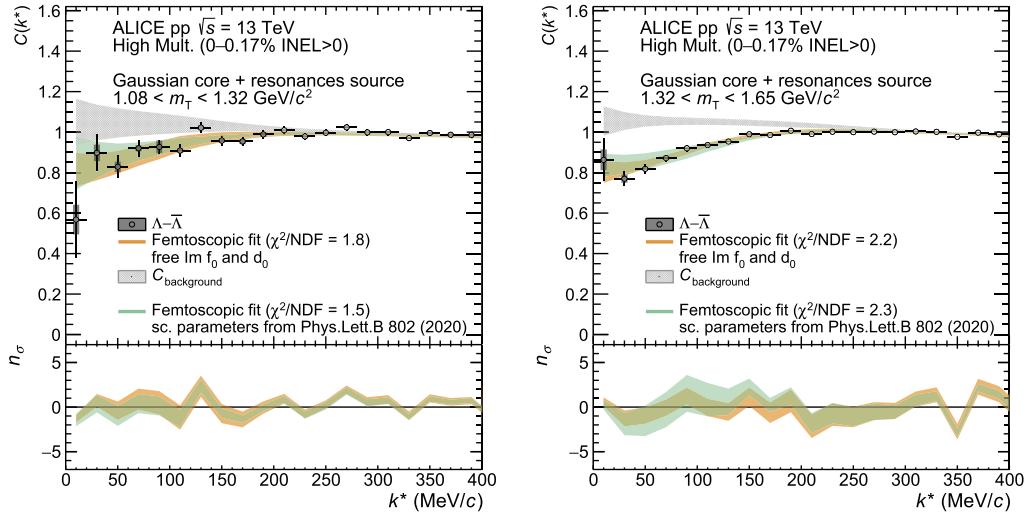 C(k*)
1.6
1.4
1.2
1
0.8
0.6
0.4
0.2
0
ALICE pp √s = 13 TeV
High Mult. (0–0.17% INEL>0)
Gaussian core + resonances source
1.08 < m_T < 1.32 GeV/c²
Λ–Λ̅
Femtoscopic fit (χ²/NDF = 1.8)
free Im f₀ and d₀
C_background
Femtoscopic fit (χ²/NDF = 1.5)
sc. parameters from Phys.Lett.B 802 (2020)
n_σ
5
0
−5
0 50 100 150 200 250 300 350 400
k* (MeV/c)
C(k*)
1.6
1.4
1.2
1
0.8
0.6
0.4
0.2
0
ALICE pp √s = 13 TeV
High Mult. (0–0.17% INEL>0)
Gaussian core + resonances source
1.32 < m_T < 1.65 GeV/c²
Λ–Λ̅
Femtoscopic fit (χ²/NDF = 2.2)
free Im f₀ and d₀
C_background
Femtoscopic fit (χ²/NDF = 2.3)
sc. parameters from Phys.Lett.B 802 (2020)
n_σ
5
0
−5
0 50 100 150 200 250 300 350 400
k* (MeV/c)